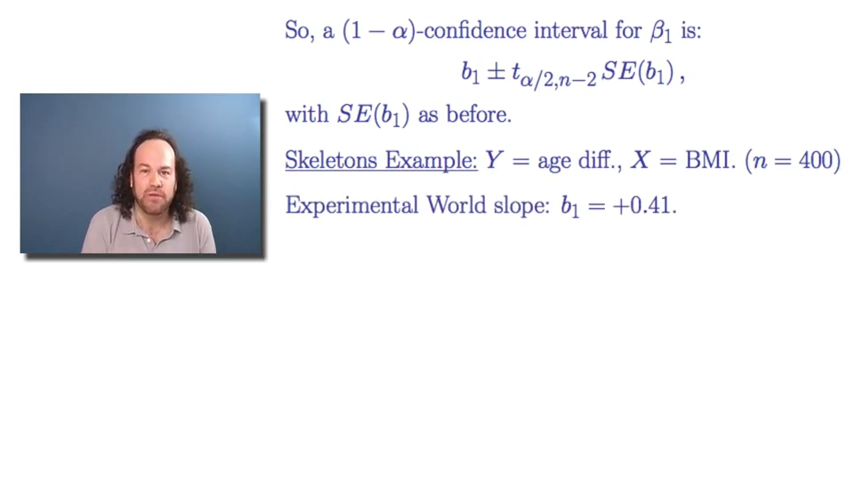 So, a (1 − α)-confidence interval for β₁ is:
b₁ ± t_{α/2,n−2} SE(b₁) ,
with SE(b₁) as before.
Skeletons Example: Y = age diff., X = BMI. (n = 400)
Experimental World slope: b₁ = +0.41.